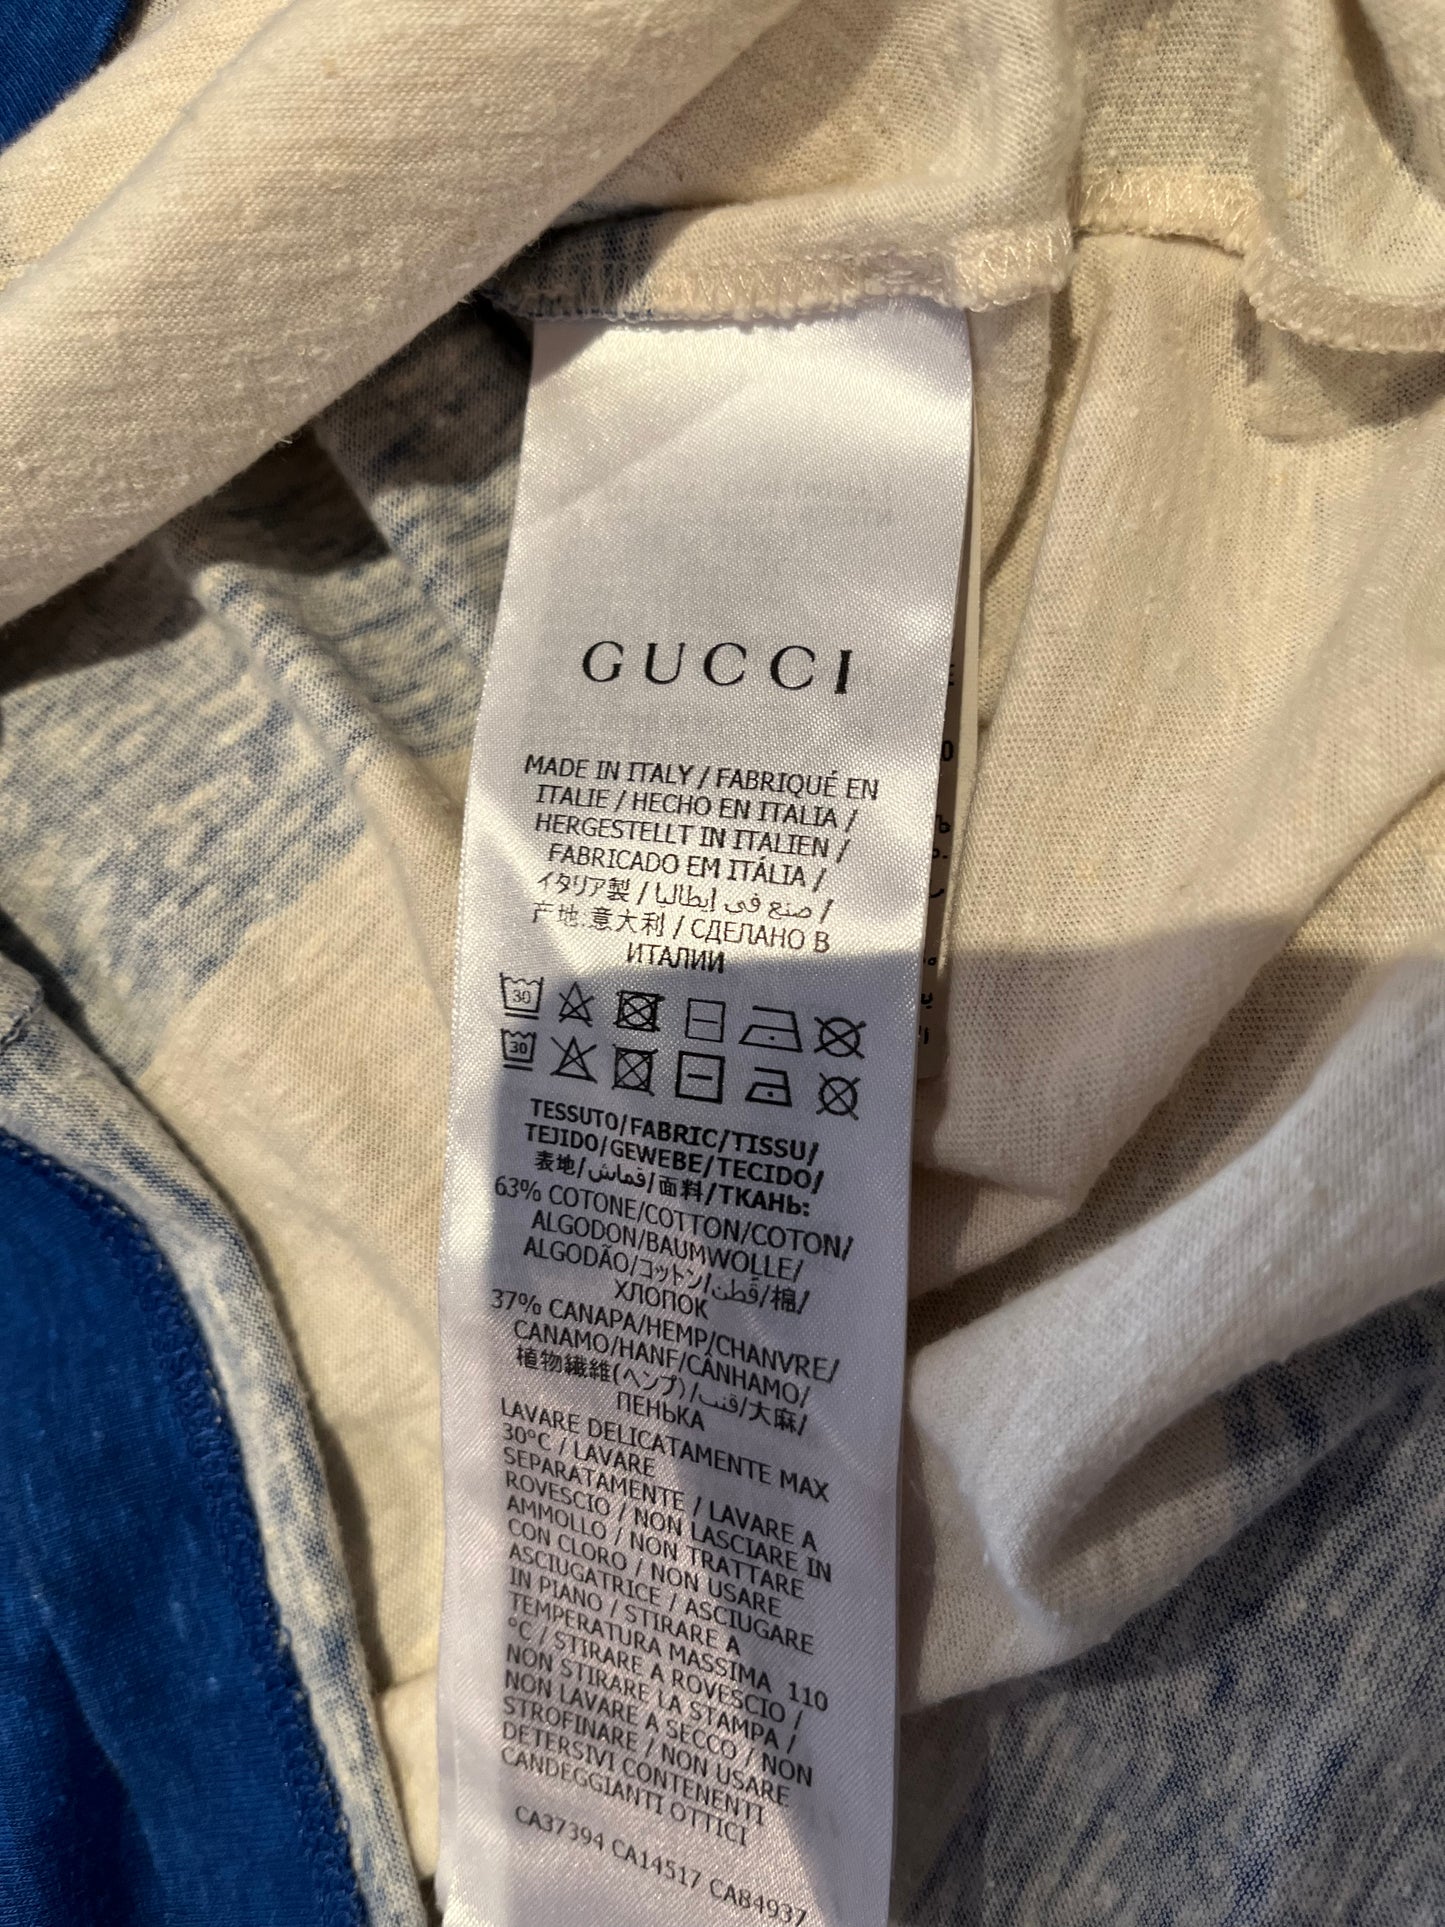 GUCCI
MADE IN ITALY / FABRIQUÉ EN
ITALIE / HECHO EN ITALIA /
HERGESTELLT IN ITALIEN /
FABRICADO EM ITÁLIA /
イタリア製 / صنع في إيطاليا /
产地:意大利 / СДЕЛАНО В
ИТАЛИИ
30
30
TESSUTO/FABRIC/TISSU/
TEJIDO/GEWEBE/TECIDO/
表地/قماش/面料/ТКАНЬ:
63% COTONE/COTTON/COTON/
ALGODON/BAUMWOLLE/
ALGODÃO/コットン/قطن/棉/
ХЛОПОК
37% CANAPA/HEMP/CHANVRE/
CANAMO/HANF/CÂNHAMO/
植物繊維(ヘンプ)/قنب/大麻/
ПЕНЬКА
LAVARE DELICATAMENTE MAX
30°C / LAVARE
SEPARATAMENTE / LAVARE A
ROVESCIO / NON LASCIARE IN
AMMOLLO / NON TRATTARE
CON CLORO / NON USARE
ASCIUGATRICE / ASCIUGARE
IN PIANO / STIRARE A
TEMPERATURA MASSIMA 110
°C / STIRARE A ROVESCIO /
NON STIRARE LA STAMPA /
NON LAVARE A SECCO / NON
STROFINARE / NON USARE
DETERSIVI CONTENENTI
CANDEGGIANTI OTTICI
CA37394 CA14517 CA84937